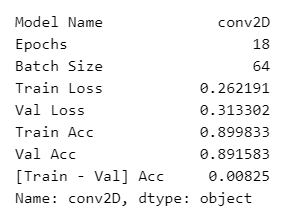 Model Name conv2D
Epochs 18
Batch Size 64
Train Loss 0.262191
Val Loss 0.313302
Train Acc 0.899833
Val Acc 0.891583
[Train - Val] Acc 0.00825
Name: conv2D, dtype: object